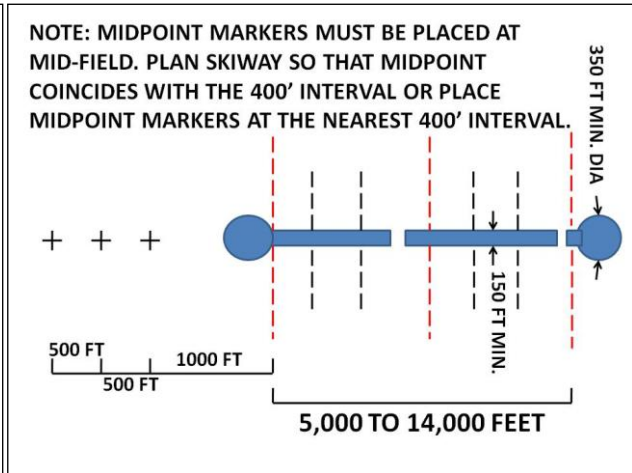 NOTE: MIDPOINT MARKERS MUST BE PLACED AT
MID-FIELD. PLAN SKIWAY SO THAT MIDPOINT
COINCIDES WITH THE 400' INTERVAL OR PLACE
MIDPOINT MARKERS AT THE NEAREST 400' INTERVAL.
350 FT MIN. DIA
150 FT MIN.
500 FT
500 FT
1000 FT
5,000 TO 14,000 FEET